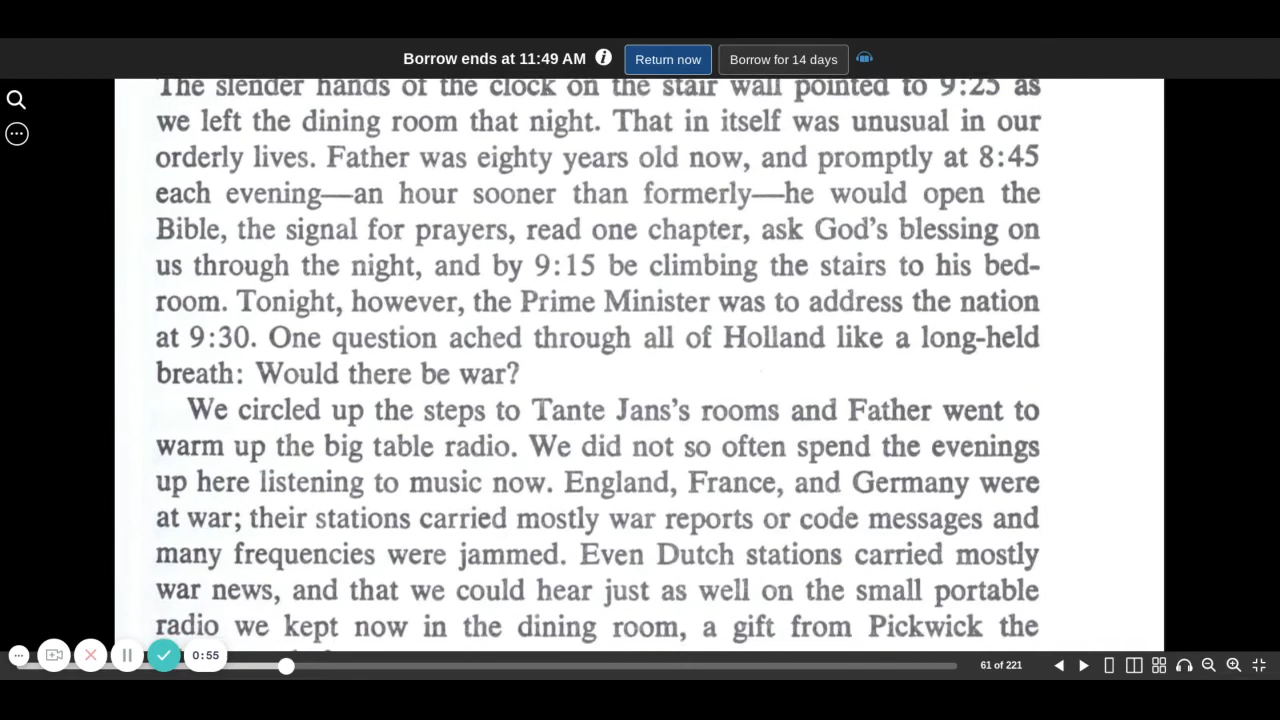 Borrow ends at 11:49 AM
Return now
Borrow for 14 days
The slender hands of the clock on the stair wall pointed to 9:25 as
we left the dining room that night. That in itself was unusual in our
orderly lives. Father was eighty years old now, and promptly at 8:45
each evening—an hour sooner than formerly—he would open the
Bible, the signal for prayers, read one chapter, ask God's blessing on
us through the night, and by 9:15 be climbing the stairs to his bed-
room. Tonight, however, the Prime Minister was to address the nation
at 9:30. One question ached through all of Holland like a long-held
breath: Would there be war?
We circled up the steps to Tante Jans's rooms and Father went to
warm up the big table radio. We did not so often spend the evenings
up here listening to music now. England, France, and Germany were
at war; their stations carried mostly war reports or code messages and
many frequencies were jammed. Even Dutch stations carried mostly
war news, and that we could hear just as well on the small portable
radio we kept now in the dining room, a gift from Pickwick the
0:55
61 of 221